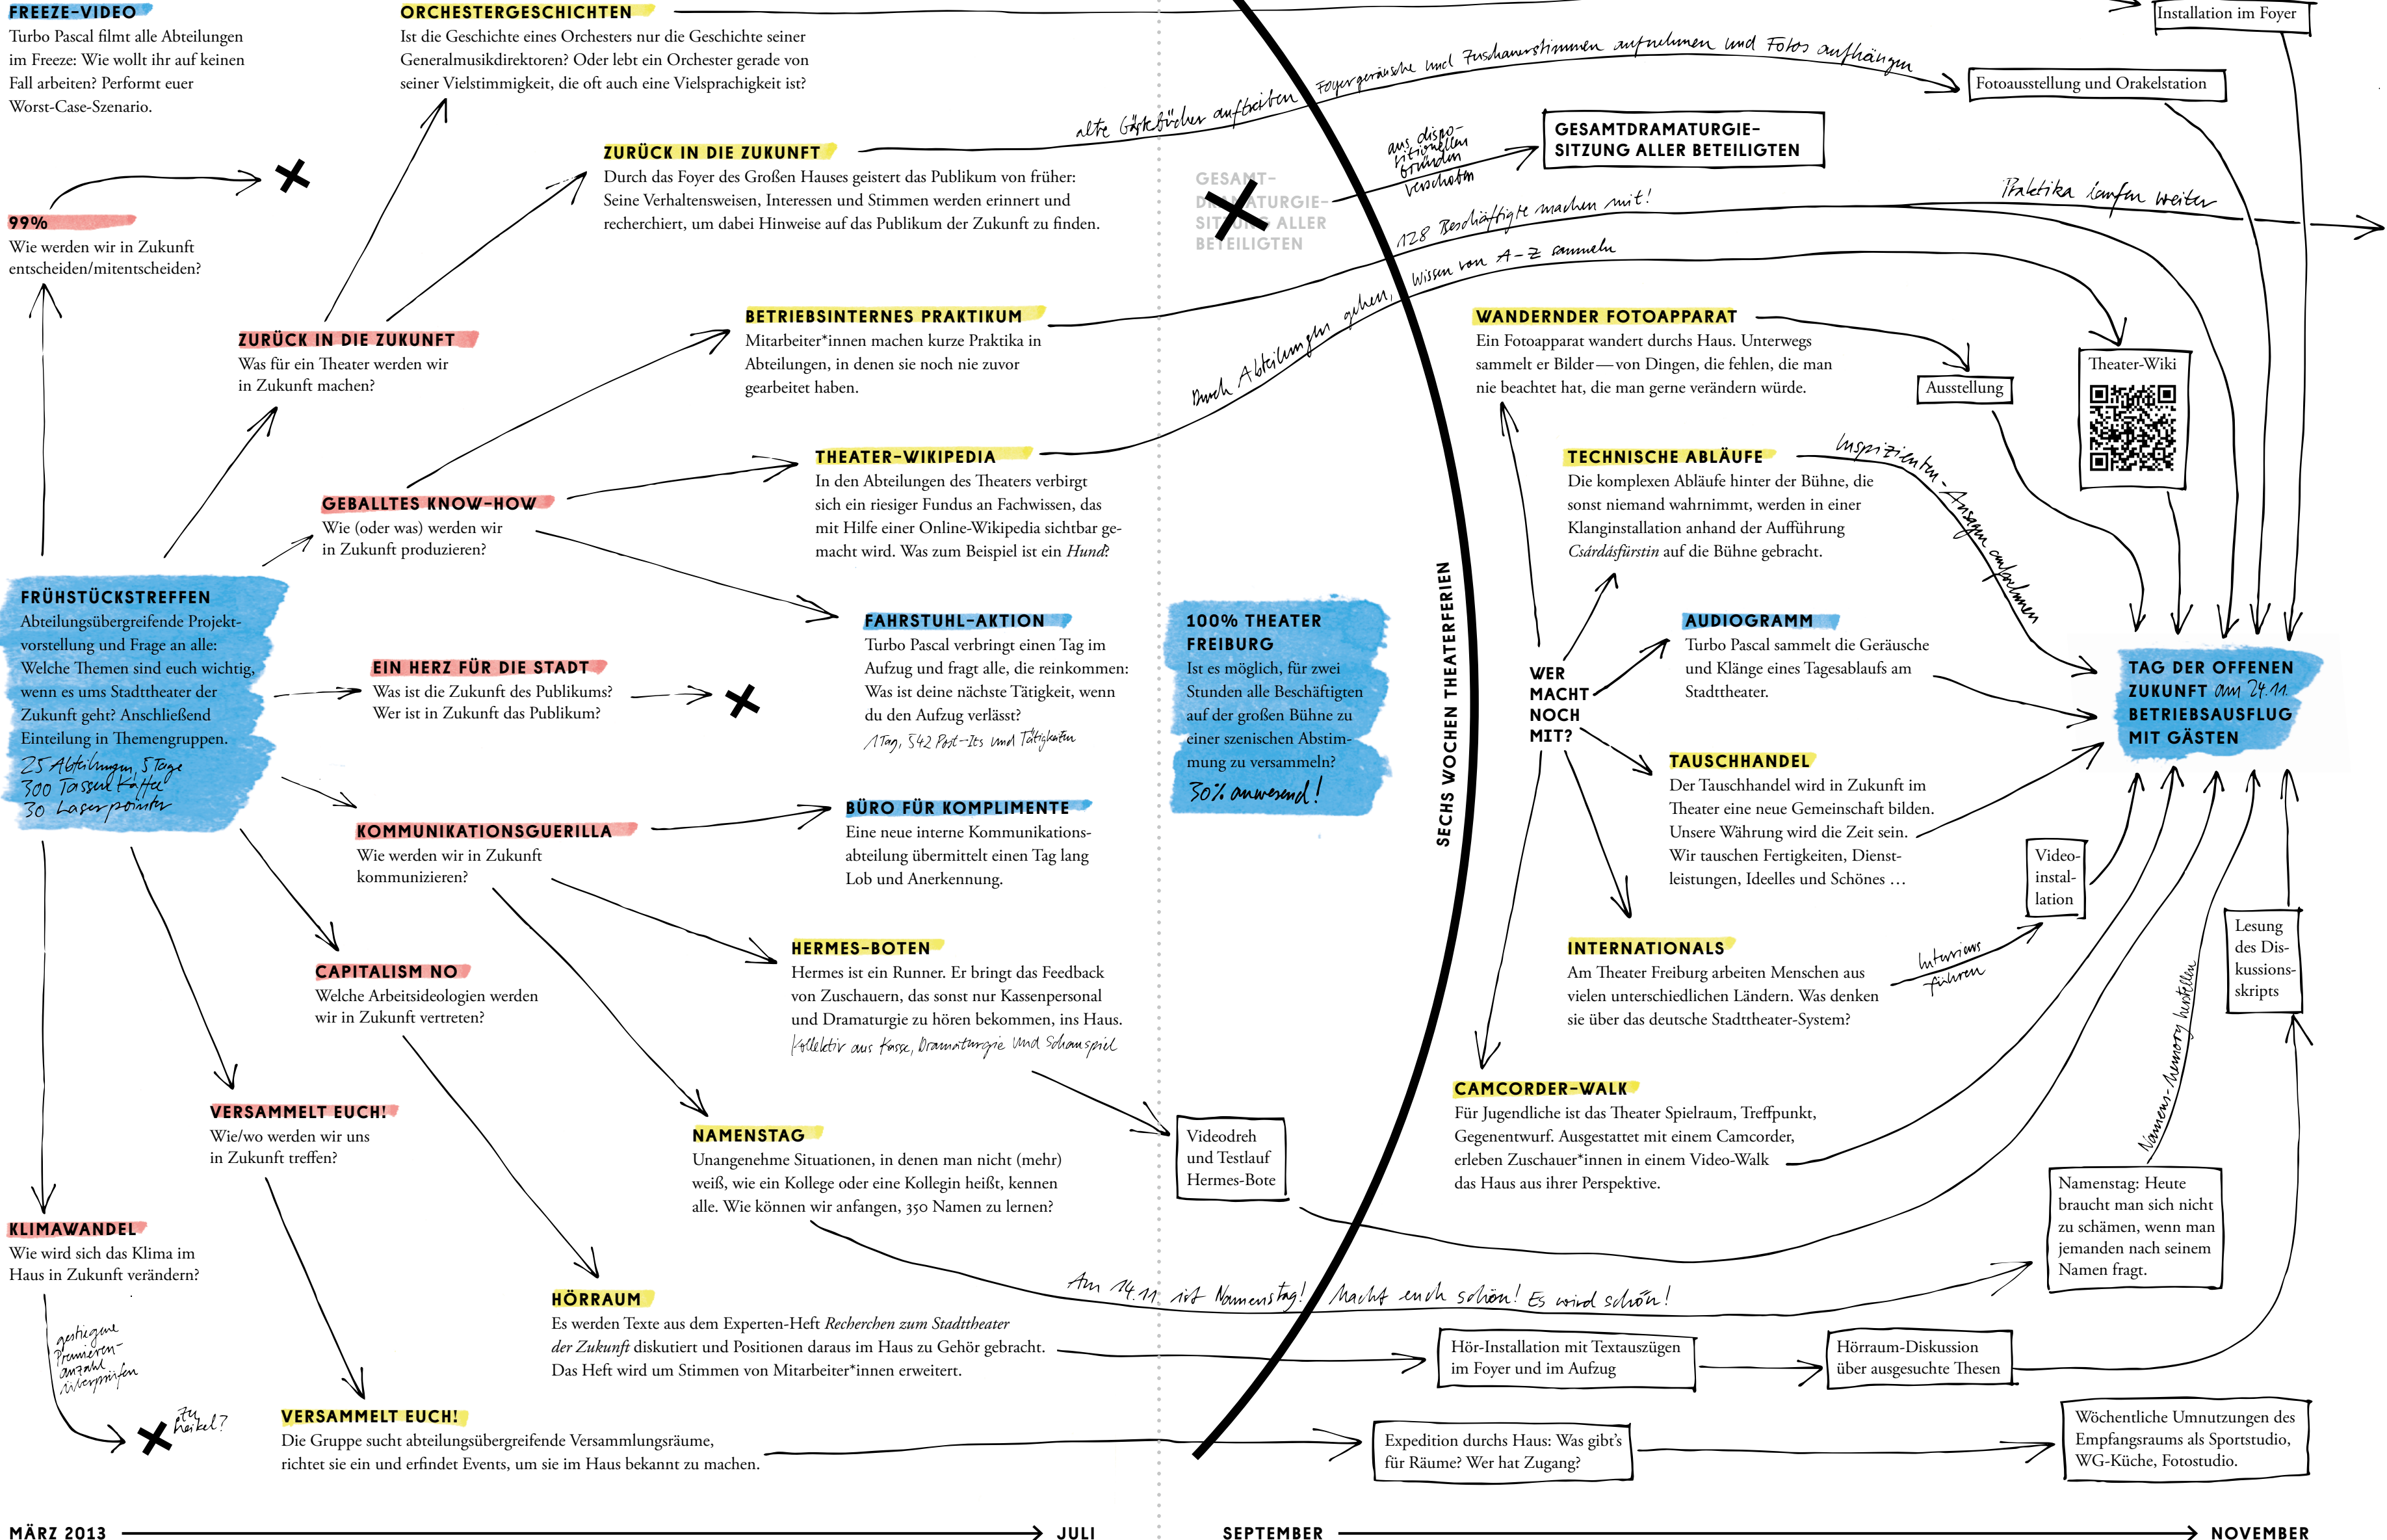 FREEZE-VIDEO
Turbo Pascal filmt alle Abteilungen
im Freeze: Wie wollt ihr auf keinen
Fall arbeiten? Performt euer
Worst-Case-Szenario.
ORCHESTERGESCHICHTEN
Ist die Geschichte eines Orchesters nur die Geschichte seiner
Generalmusikdirektoren? Oder lebt ein Orchester gerade von
seiner Vielstimmigkeit, die oft auch eine Vielsprachigkeit ist?
Installation im Foyer
ZURÜCK IN DIE ZUKUNFT
Durch das Foyer des Großen Hauses geistert das Publikum von früher:
Seine Verhaltensweisen, Interessen und Stimmen werden erinnert und
recherchiert, um dabei Hinweise auf das Publikum der Zukunft zu finden.
alte Gästebücher auftreiben
Foyergeräusche und Zuschauerstimmen aufnehmen und Fotos aufhängen
Fotoausstellung und Orakelstation
GESAMT-
DRAMATURGIE-
SITZUNG ALLER
BETEILIGTEN
aus dispo-
sitionellen
Gründen
verschoben
GESAMTDRAMATURGIE-
SITZUNG ALLER BETEILIGTEN
99%
Wie werden wir in Zukunft
entscheiden/mitentscheiden?
ZURÜCK IN DIE ZUKUNFT
Was für ein Theater werden wir
in Zukunft machen?
BETRIEBSINTERNES PRAKTIKUM
Mitarbeiter*innen machen kurze Praktika in
Abteilungen, in denen sie noch nie zuvor
gearbeitet haben.
128 Beschäftigte machen mit!
Praktika laufen weiter
GEBALLTES KNOW-HOW
Wie (oder was) werden wir
in Zukunft produzieren?
THEATER-WIKIPEDIA
In den Abteilungen des Theaters verbirgt
sich ein riesiger Fundus an Fachwissen, das
mit Hilfe einer Online-Wikipedia sichtbar ge-
macht wird. Was zum Beispiel ist ein Hund?
Durch Abteilungen gehen, Wissen von A-Z sammeln
Theater-Wiki
FRÜHSTÜCKSTREFFEN
Abteilungsübergreifende Projekt-
vorstellung und Frage an alle:
Welche Themen sind euch wichtig,
wenn es ums Stadttheater der
Zukunft geht? Anschließend
Einteilung in Themengruppen.
25 Abteilungen, 5 Tage
300 Tassen Kaffee
30 Laserpointer
EIN HERZ FÜR DIE STADT
Was ist die Zukunft des Publikums?
Wer ist in Zukunft das Publikum?
FAHRSTUHL-AKTION
Turbo Pascal verbringt einen Tag im
Aufzug und fragt alle, die reinkommen:
Was ist deine nächste Tätigkeit, wenn
du den Aufzug verlässt?
1 Tag, 542 Post-Its und Tätigkeiten
100% THEATER
FREIBURG
Ist es möglich, für zwei
Stunden alle Beschäftigten
auf der großen Bühne zu
einer szenischen Abstim-
mung zu versammeln?
30% anwesend!
SECHS WOCHEN THEATERFERIEN
KOMMUNIKATIONSGUERILLA
Wie werden wir in Zukunft
kommunizieren?
BÜRO FÜR KOMPLIMENTE
Eine neue interne Kommunikations-
abteilung übermittelt einen Tag lang
Lob und Anerkennung.
HERMES-BOTEN
Hermes ist ein Runner. Er bringt das Feedback
von Zuschauern, das sonst nur Kassenpersonal
und Dramaturgie zu hören bekommen, ins Haus.
Kollektiv aus Kasse, Dramaturgie und Schauspiel
Videodreh
und Testlauf
Hermes-Bote
CAPITALISM NO
Welche Arbeitsideologien werden
wir in Zukunft vertreten?
VERSAMMELT EUCH!
Wie/wo werden wir uns
in Zukunft treffen?
NAMENSTAG
Unangenehme Situationen, in denen man nicht (mehr)
weiß, wie ein Kollege oder eine Kollegin heißt, kennen
alle. Wie können wir anfangen, 350 Namen zu lernen?
Am 14.11. ist Namenstag! Macht euch schön! Es wird schön!
KLIMAWANDEL
Wie wird sich das Klima im
Haus in Zukunft verändern?
gestiegene
Premieren-
anzahl
überprüfen
zu
heikel?
HÖRRAUM
Es werden Texte aus dem Experten-Heft Recherchen zum Stadttheater
der Zukunft diskutiert und Positionen daraus im Haus zu Gehör gebracht.
Das Heft wird um Stimmen von Mitarbeiter*innen erweitert.
VERSAMMELT EUCH!
Die Gruppe sucht abteilungsübergreifende Versammlungsräume,
richtet sie ein und erfindet Events, um sie im Haus bekannt zu machen.
WANDERNDER FOTOAPPARAT
Ein Fotoapparat wandert durchs Haus. Unterwegs
sammelt er Bilder—von Dingen, die fehlen, die man
nie beachtet hat, die man gerne verändern würde.
Ausstellung
TECHNISCHE ABLÄUFE
Die komplexen Abläufe hinter der Bühne, die
sonst niemand wahrnimmt, werden in einer
Klanginstallation anhand der Aufführung
Csárdásfürstin auf die Bühne gebracht.
Inspizienten-Ansagen aufnehmen
WER
MACHT
NOCH
MIT?
AUDIOGRAMM
Turbo Pascal sammelt die Geräusche
und Klänge eines Tagesablaufs am
Stadttheater.
TAUSCHHANDEL
Der Tauschhandel wird in Zukunft im
Theater eine neue Gemeinschaft bilden.
Unsere Währung wird die Zeit sein.
Wir tauschen Fertigkeiten, Dienst-
leistungen, Ideelles und Schönes …
TAG DER OFFENEN
ZUKUNFT am 24.11.
BETRIEBSAUSFLUG
MIT GÄSTEN
INTERNATIONALS
Am Theater Freiburg arbeiten Menschen aus
vielen unterschiedlichen Ländern. Was denken
sie über das deutsche Stadttheater-System?
Interviews
führen
Video-
instal-
lation
Lesung
des Dis-
kussions-
skripts
CAMCORDER-WALK
Für Jugendliche ist das Theater Spielraum, Treffpunkt,
Gegenentwurf. Ausgestattet mit einem Camcorder,
erleben Zuschauer*innen in einem Video-Walk
das Haus aus ihrer Perspektive.
Namens-Memory herstellen
Namenstag: Heute
braucht man sich nicht
zu schämen, wenn man
jemanden nach seinem
Namen fragt.
Hör-Installation mit Textauszügen
im Foyer und im Aufzug
Hörraum-Diskussion
über ausgesuchte Thesen
Expedition durchs Haus: Was gibt's
für Räume? Wer hat Zugang?
Wöchentliche Umnutzungen des
Empfangsraums als Sportstudio,
WG-Küche, Fotostudio.
MÄRZ 2013
JULI
SEPTEMBER
NOVEMBER